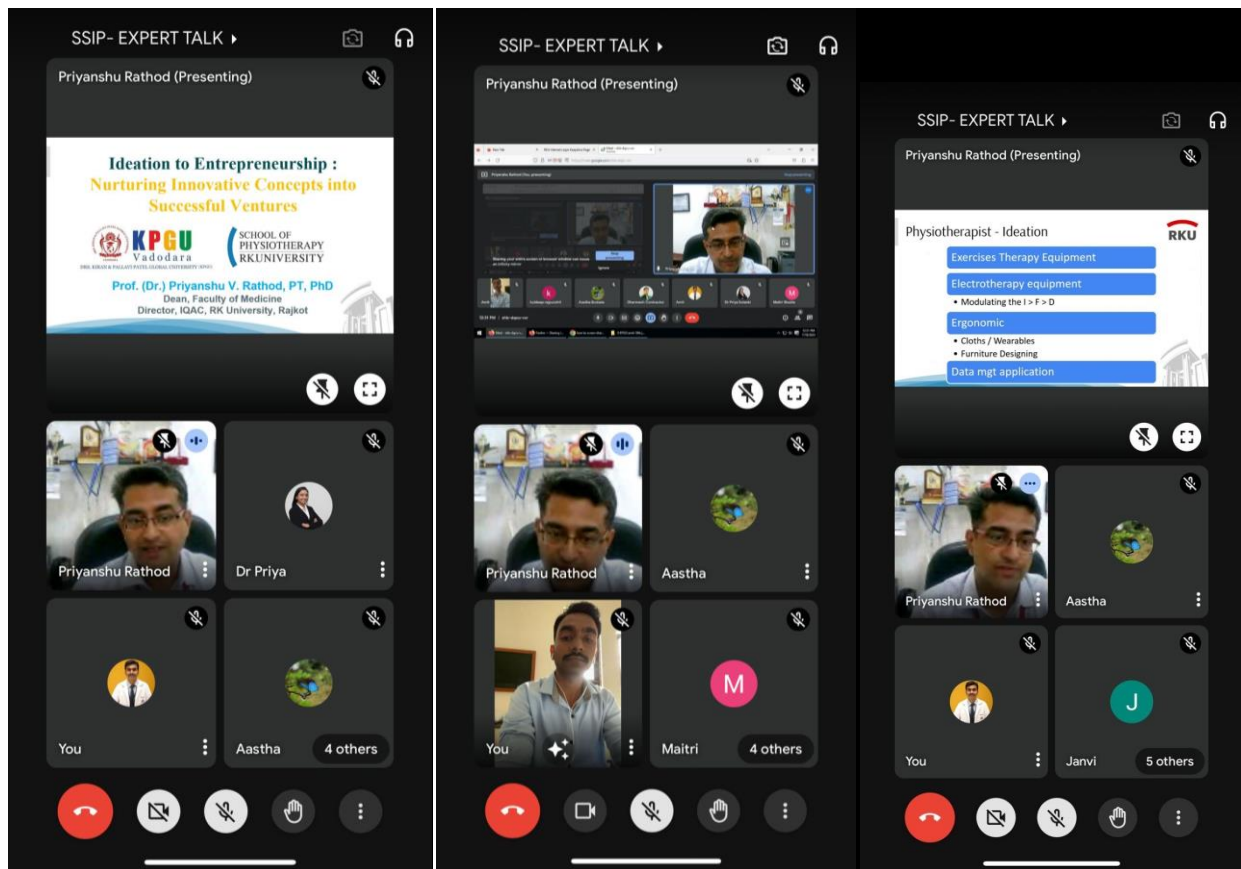 SSIP- EXPERT TALK
Priyanshu Rathod (Presenting)
Ideation to Entrepreneurship :
Nurturing Innovative Concepts into
Successful Ventures
KPGU
Vadodara
SCHOOL OF
PHYSIOTHERAPY
RKUNIVERSITY
Prof. (Dr.) Priyanshu V. Rathod, PT, PhD
Dean, Faculty of Medicine
Director, IQAC, RK University, Rajkot
Priyanshu Rathod
Dr Priya
You
Aastha
4 others
SSIP- EXPERT TALK
Priyanshu Rathod (Presenting)
Priyanshu Rathod
Aastha
You
M
Maitri
4 others
SSIP- EXPERT TALK
Priyanshu Rathod (Presenting)
Physiotherapist - Ideation
RKU
Exercises Therapy Equipment
Electrotherapy equipment
• Modulating the I > F > D
Ergonomic
• Cloths / Wearables
• Furniture Designing
Data mgt application
Priyanshu Rathod
Aastha
You
J
Janvi
5 others